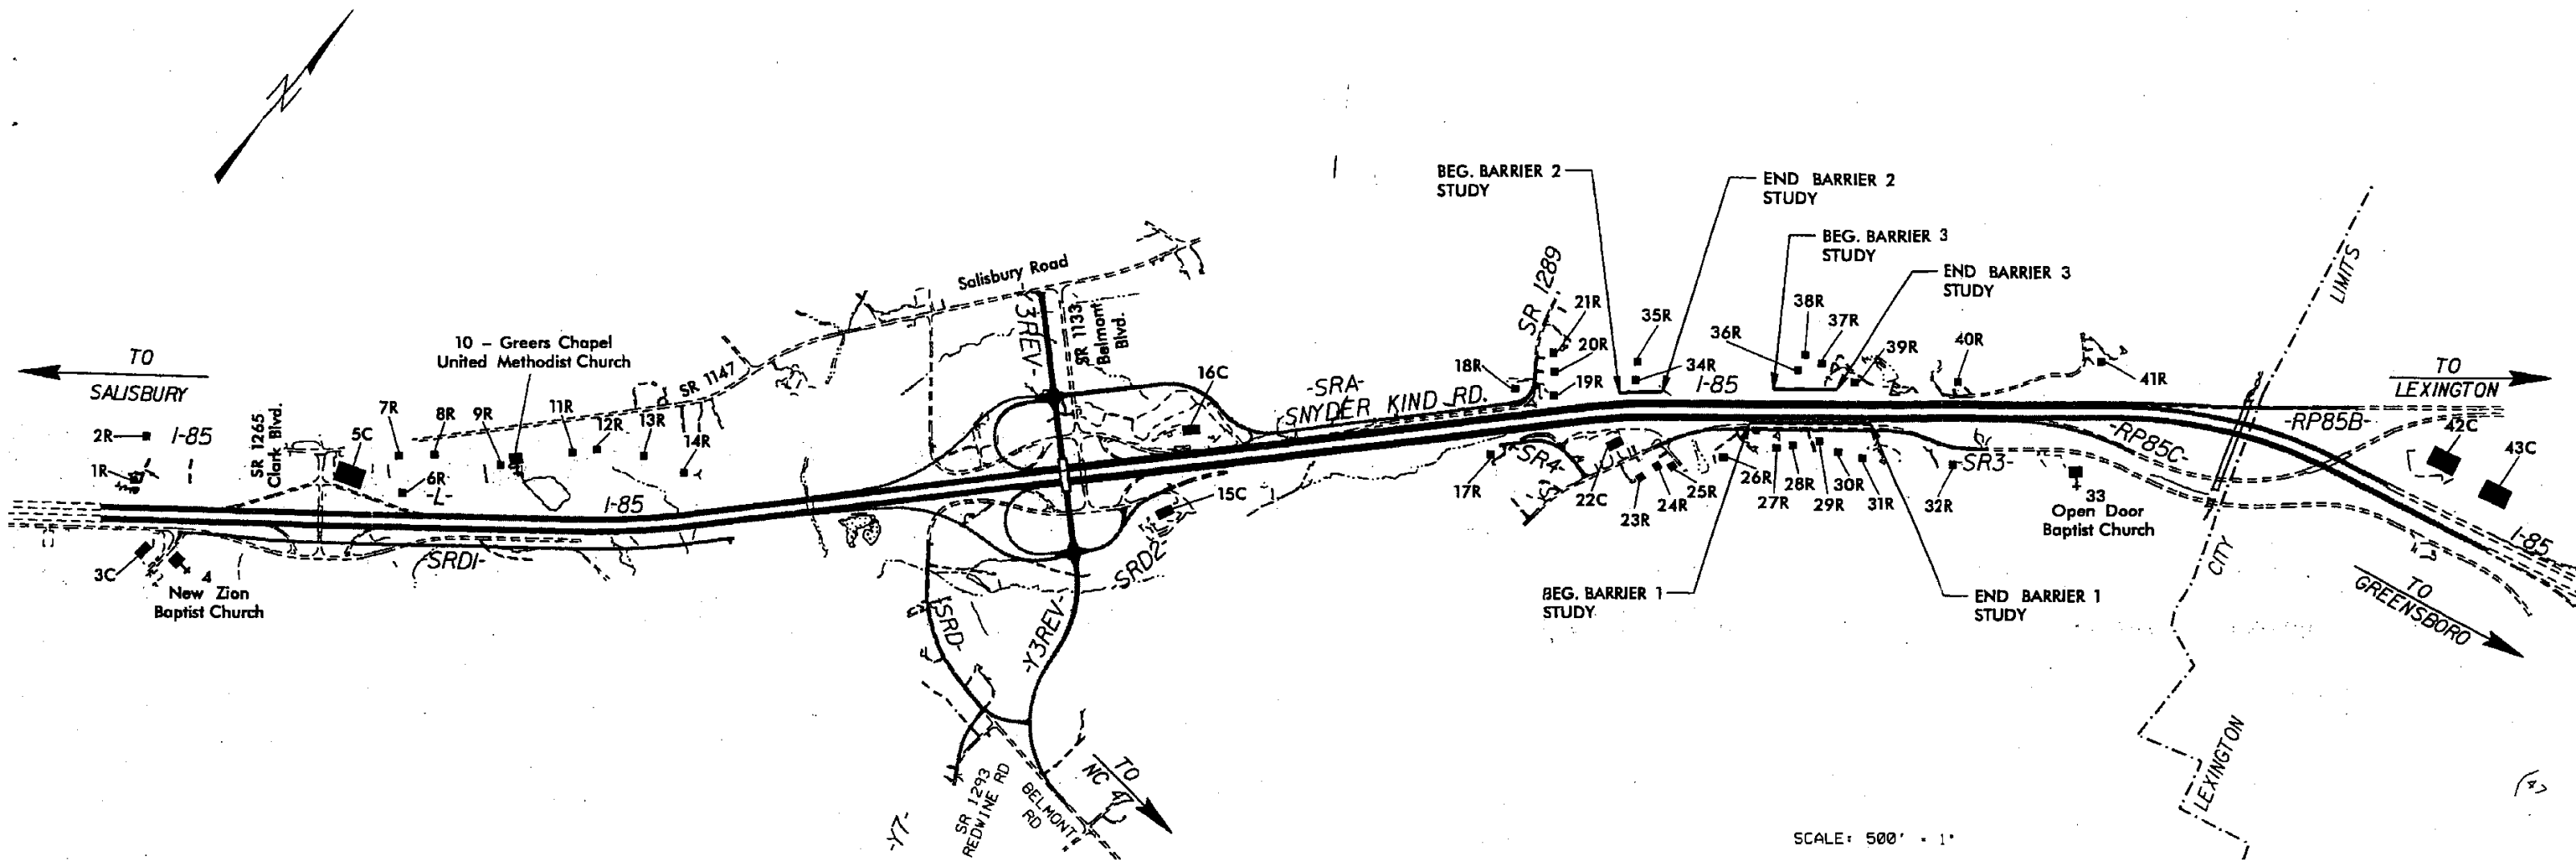 N
TO
SALISBURY
2R
I-85
1R
3C
4
New Zion
Baptist Church
SR 1265
Clark Blvd.
5C
7R
8R
6R
-L-
9R
10 - Greers Chapel
United Methodist Church
11R
12R
13R
14R
SR 1147
I-85
SRD1-
Salisbury Road
3REV-
SR 1133
Belmont
Blvd.
16C
15C
-SRD2-
-SRD-
-Y3REV-
-Y7-
SR 1293
REDWINE RD
BELMONT
RD
TO
NC 47
-SRA-
SNYDER KIND RD.
SR 1289
18R
21R
20R
19R
BEG. BARRIER 2
STUDY
35R
34R
END BARRIER 2
STUDY
I-85
BEG. BARRIER 3
STUDY
36R
38R
37R
39R
END BARRIER 3
STUDY
40R
41R
17R
-SR4-
22C
23R
24R
25R
26R
27R
28R
29R
30R
31R
32R
-SR3-
BEG. BARRIER 1
STUDY
END BARRIER 1
STUDY
33
Open Door
Baptist Church
-RP85C-
-RP85B-
CITY
LIMITS
LEXINGTON
TO
LEXINGTON
42C
43C
I-85
TO
GREENSBORO
SCALE: 500' = 1"